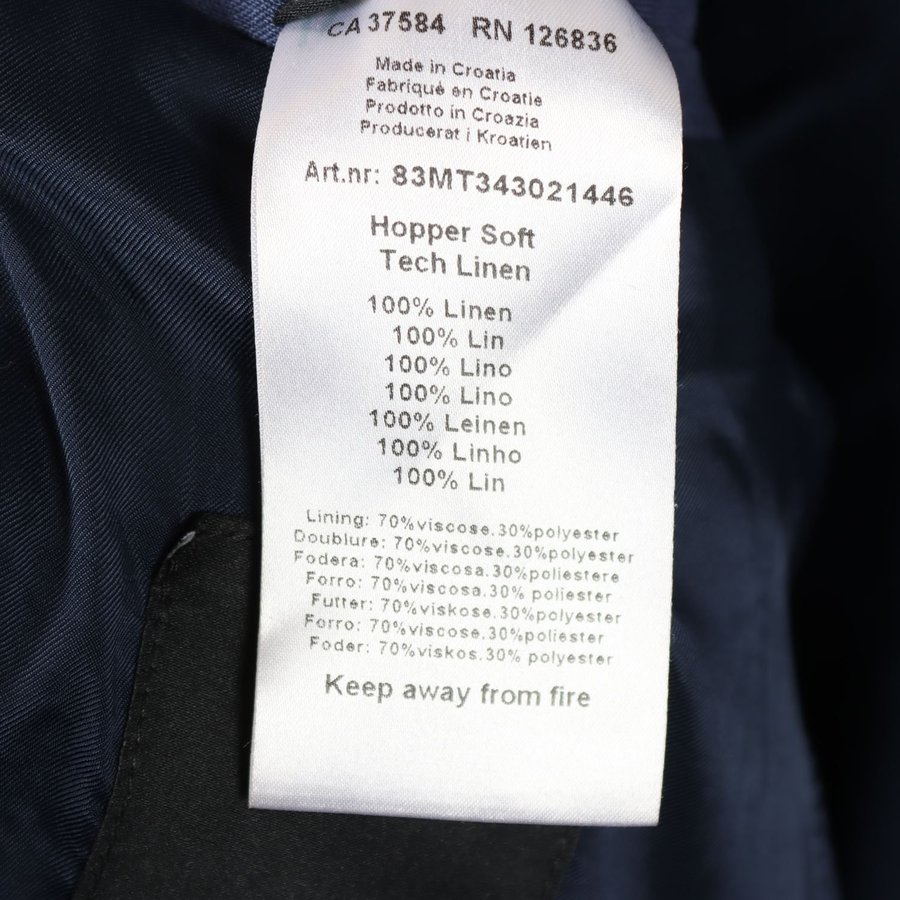 CA 37584 RN 126836
Made in Croatia
Fabriqué en Croatie
Prodotto in Croazia
Producerat i Kroatien
Art.nr: 83MT343021446
Hopper Soft
Tech Linen
100% Linen
100% Lin
100% Lino
100% Lino
100% Leinen
100% Linho
100% Lin
Lining: 70%viscose.30%polyester
Doublure: 70%viscose.30%polyester
Fodera: 70%viscosa.30%poliestere
Forro: 70%viscosa.30% poliester
Futter: 70%viskose.30%polyester
Forro: 70%viscose.30%poliester
Foder: 70%viskos.30% polyester
Keep away from fire